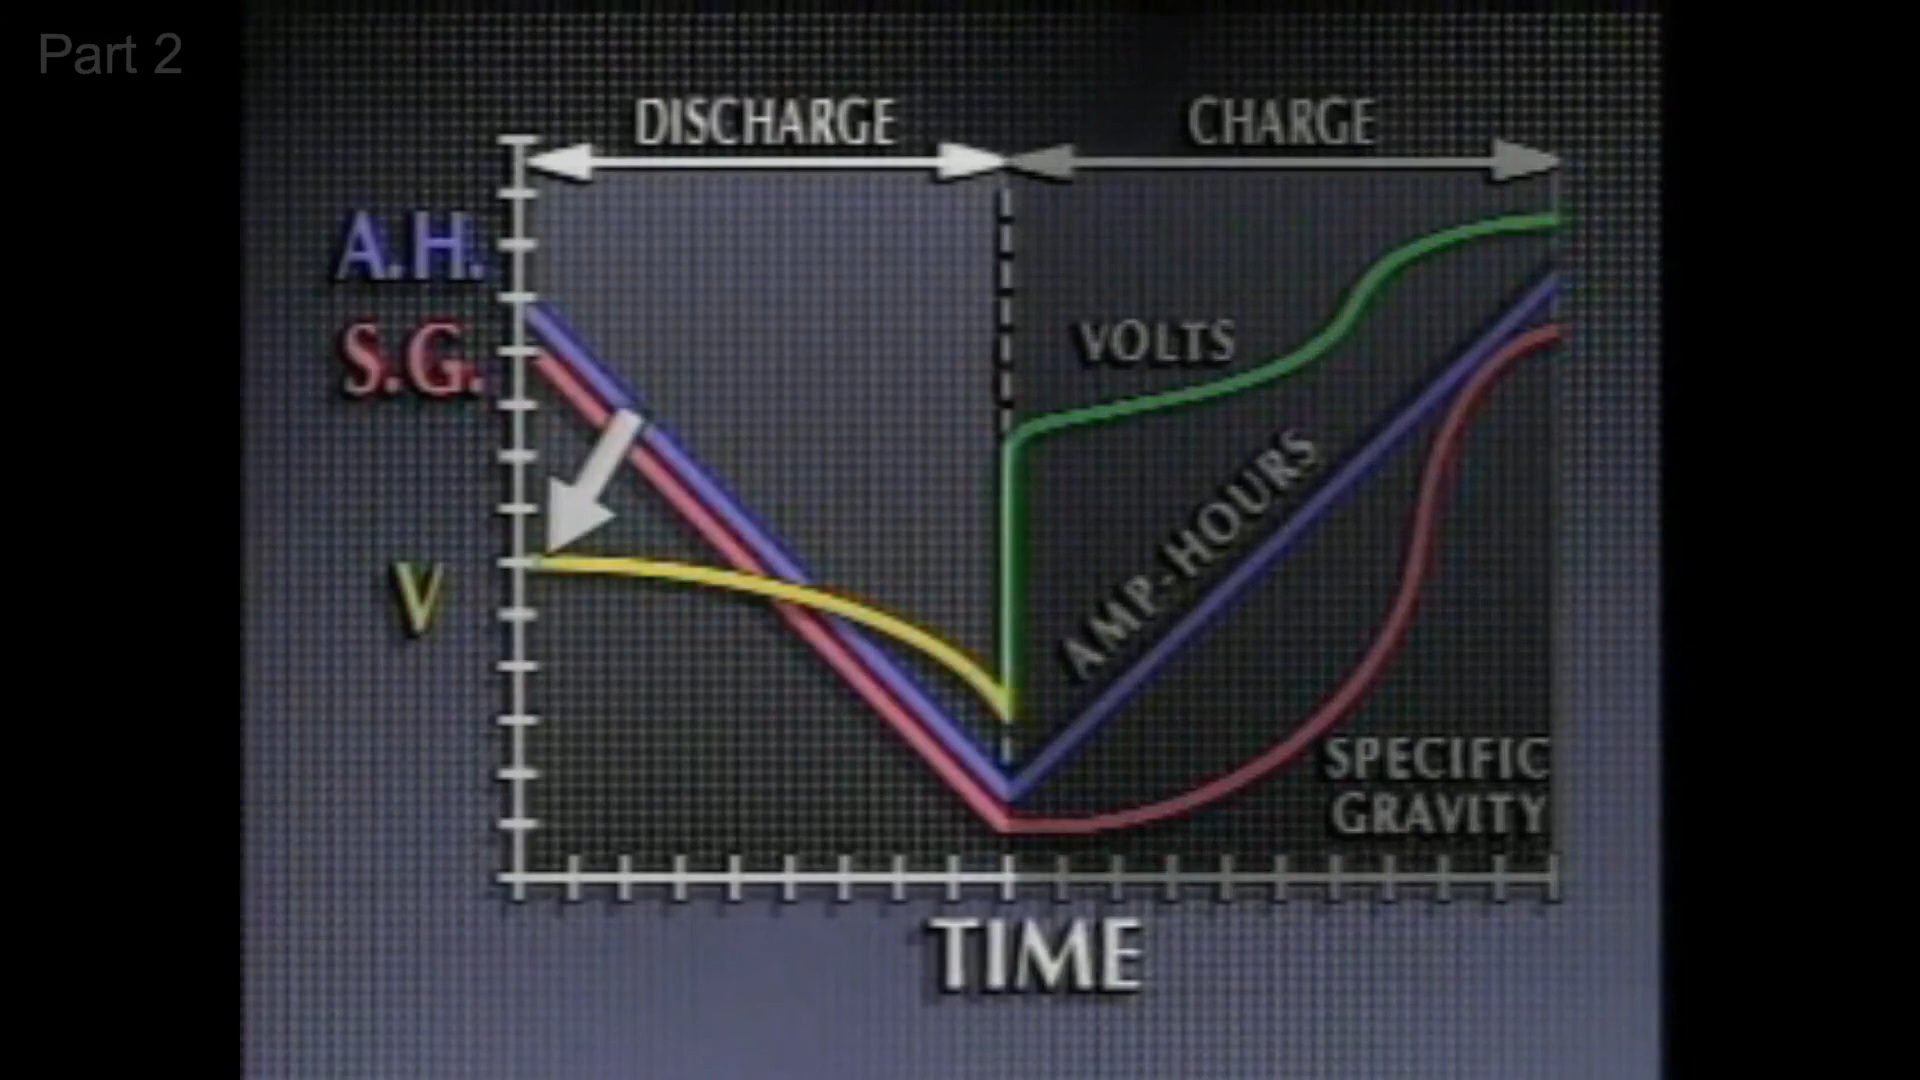 Part 2
DISCHARGE
CHARGE
A.H.
S.G.
VOLTS
AMP-HOURS
V
SPECIFIC
GRAVITY
TIME